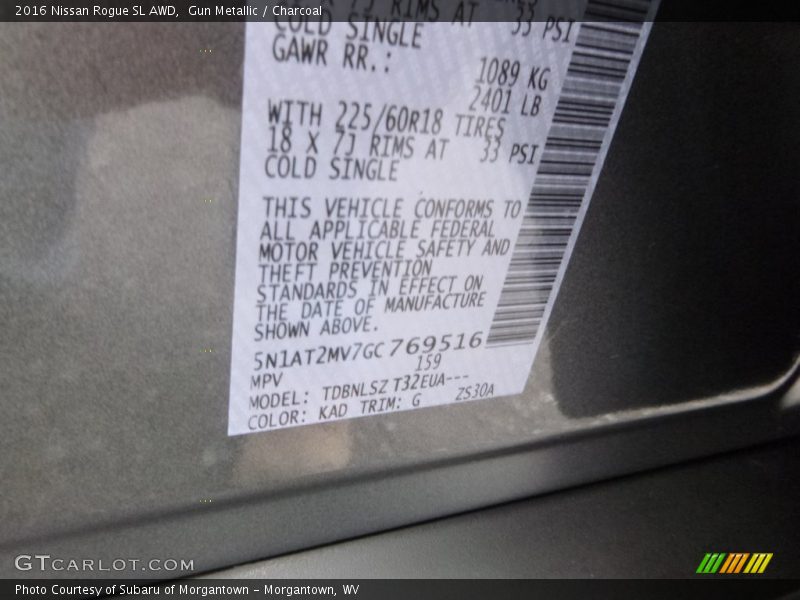 2016 Nissan Rogue SL AWD,  Gun Metallic / Charcoal
RIMS AT 33 PSI
COLD SINGLE
GAWR RR.:
1089 KG
2401 LB
WITH 225/60R18 TIRES
18 X 7J RIMS AT 33 PSI
COLD SINGLE
THIS VEHICLE CONFORMS TO
ALL APPLICABLE FEDERAL
MOTOR VEHICLE SAFETY AND
THEFT PREVENTION
STANDARDS IN EFFECT ON
THE DATE OF MANUFACTURE
SHOWN ABOVE.
5N1AT2MV7GC769516
MPV 159
MODEL: TDBNLSZ T32EUA---
COLOR: KAD TRIM: G ZS30A
GTCARLOT.COM
Photo Courtesy of Subaru of Morgantown - Morgantown, WV